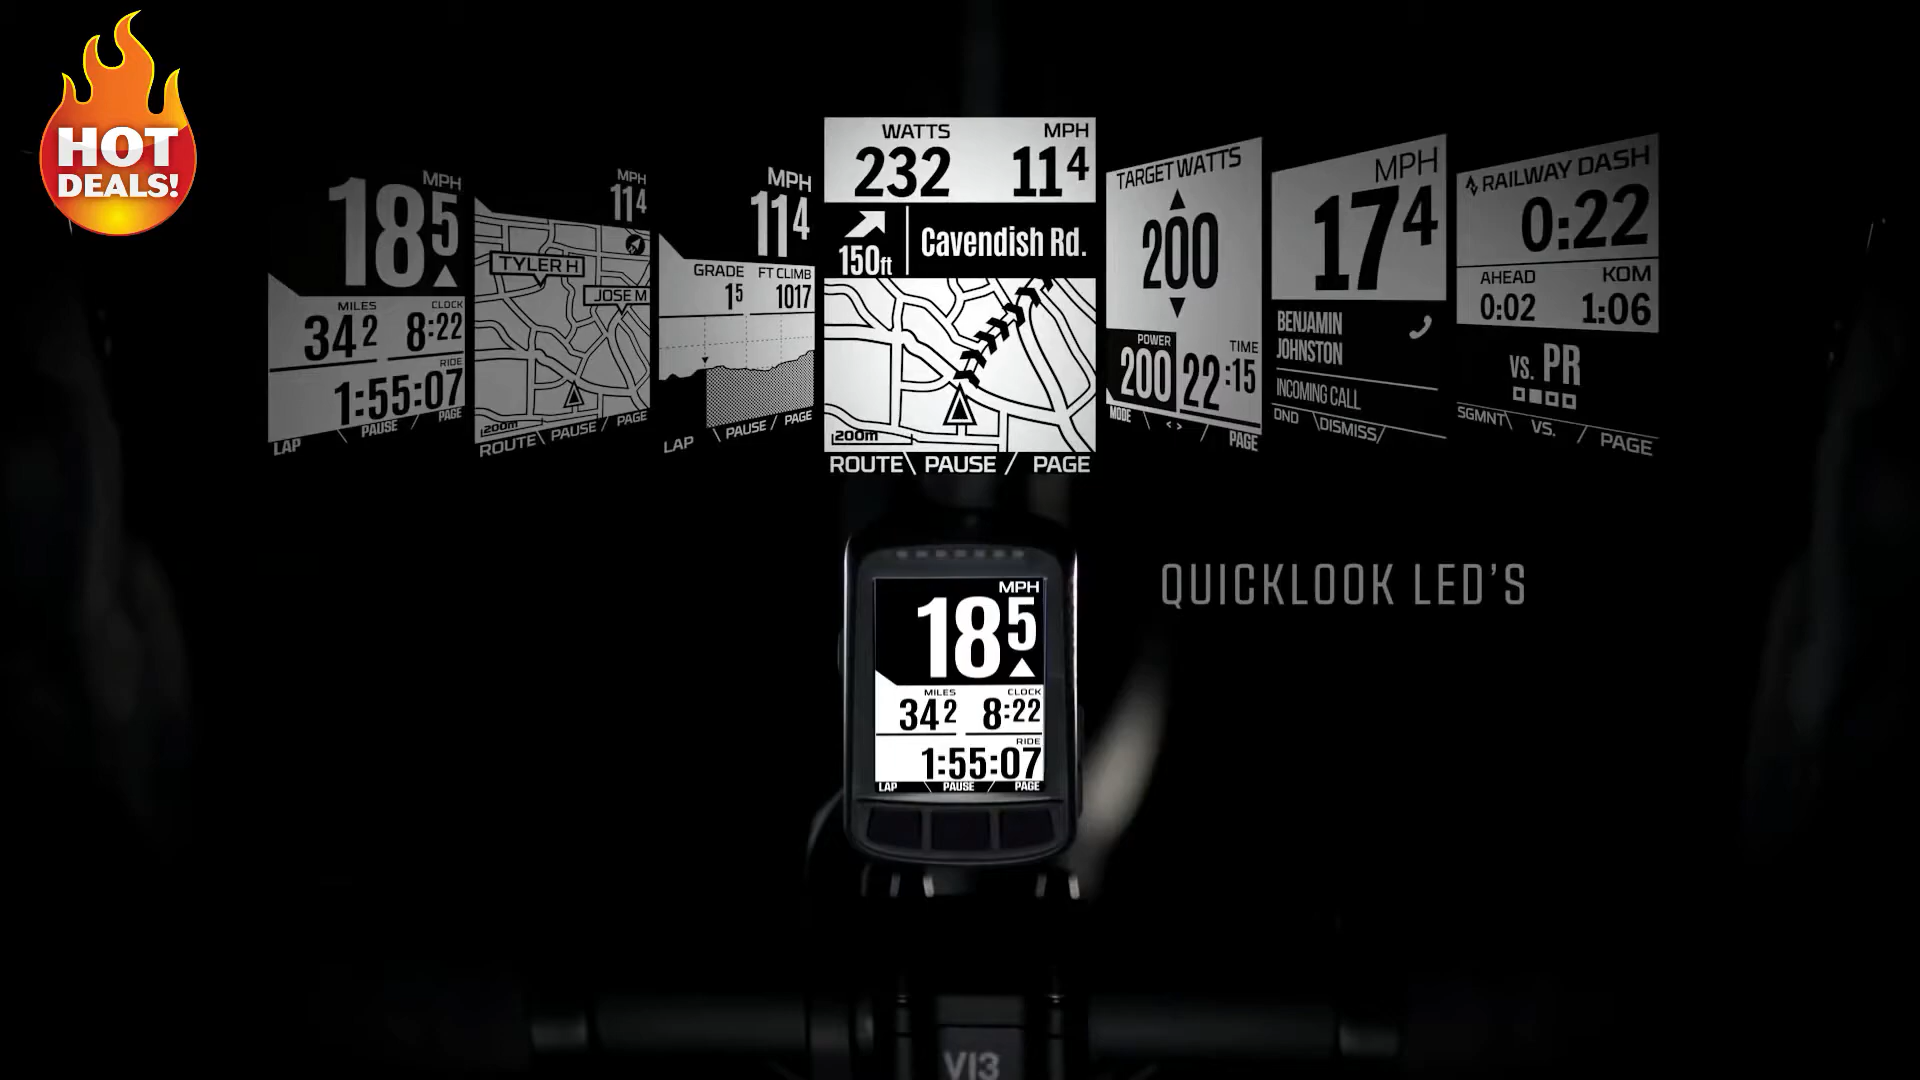 HOT
DEALS!
MPH
18 5
MILES
CLOCK
34 2
8:22
RIDE
1:55:07
LAP
PAUSE
PAGE
MPH
11 4
TYLER H
JOSE M
200m
ROUTE
PAUSE
PAGE
MPH
11 4
GRADE
FT CLIMB
1 5
1017
LAP
PAUSE
PAGE
WATTS
MPH
232
11 4
150ft
Cavendish Rd.
200m
ROUTE
PAUSE
PAGE
TARGET WATTS
200
POWER
TIME
200
22:15
MODE
< >
PAGE
MPH
17 4
BENJAMIN
JOHNSTON
INCOMING CALL
DND
DISMISS
RAILWAY DASH
0:22
AHEAD
KOM
0:02
1:06
VS. PR
SGMNT
VS.
PAGE
QUICKLOOK LED'S
MPH
18 5
MILES
CLOCK
34 2
8:22
RIDE
1:55:07
LAP
PAUSE
PAGE
VI3